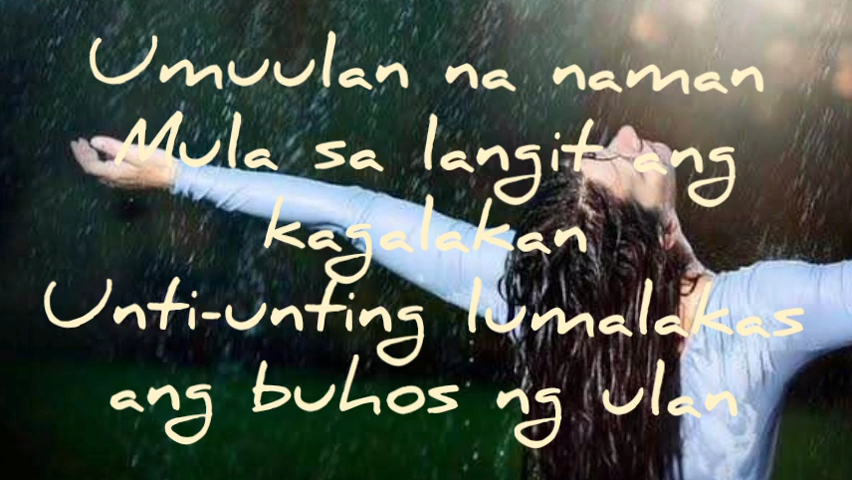 Umuulan na naman
Mula sa langit ang
kagalakan
Unti-unting lumalakas
ang buhos ng ulan